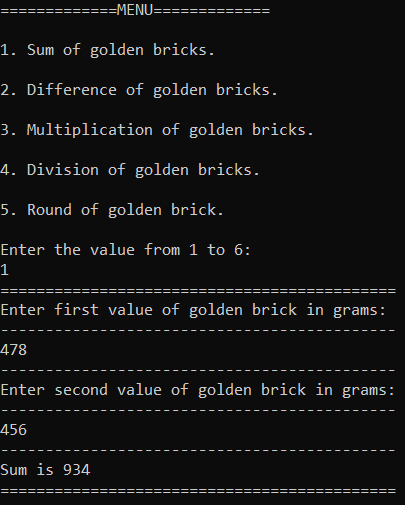 =============MENU=============
1. Sum of golden bricks.
2. Difference of golden bricks.
3. Multiplication of golden bricks.
4. Division of golden bricks.
5. Round of golden brick.
Enter the value from 1 to 6:
1
============================================
Enter first value of golden brick in grams:
--------------------------------------------
478
--------------------------------------------
Enter second value of golden brick in grams:
--------------------------------------------
456
--------------------------------------------
Sum is 934
============================================